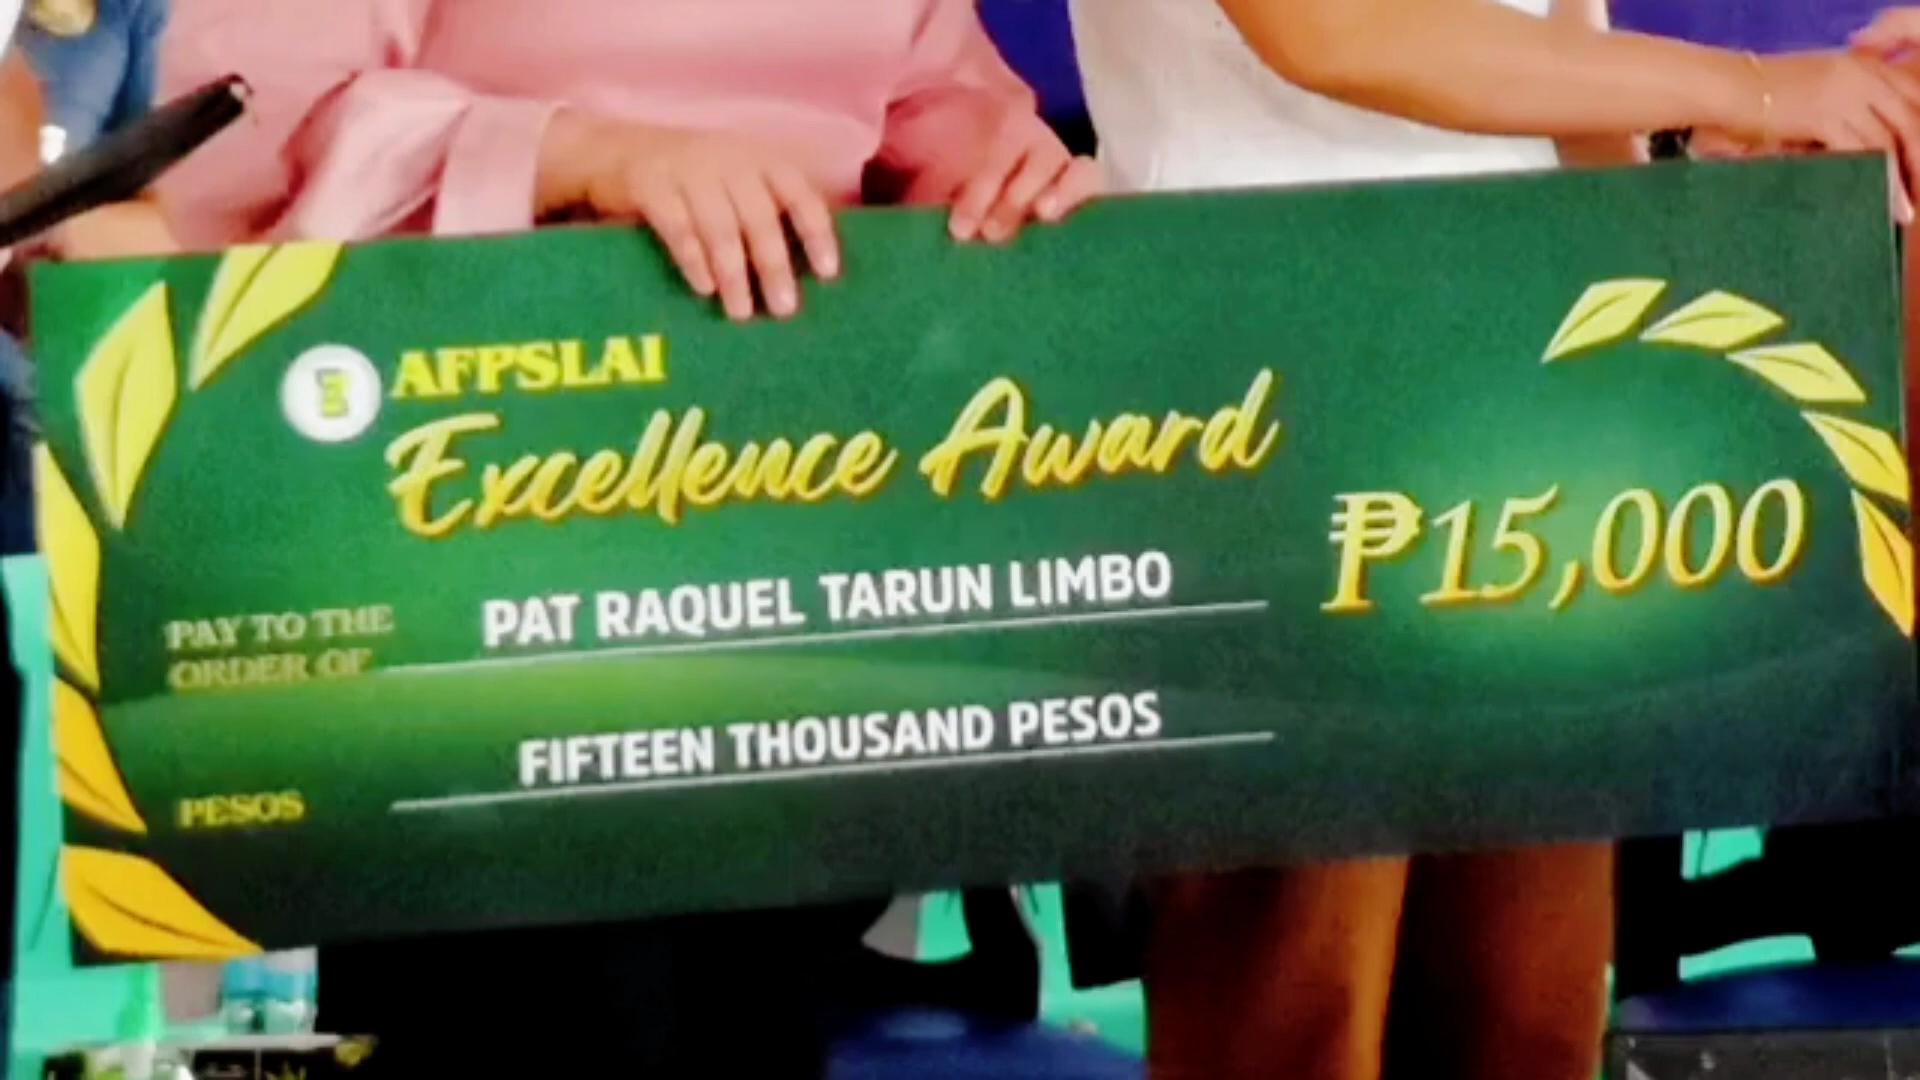 AFPSLAI
Excellence Award
₱15,000
PAY TO THE
ORDER OF
PAT RAQUEL TARUN LIMBO
FIFTEEN THOUSAND PESOS
PESOS